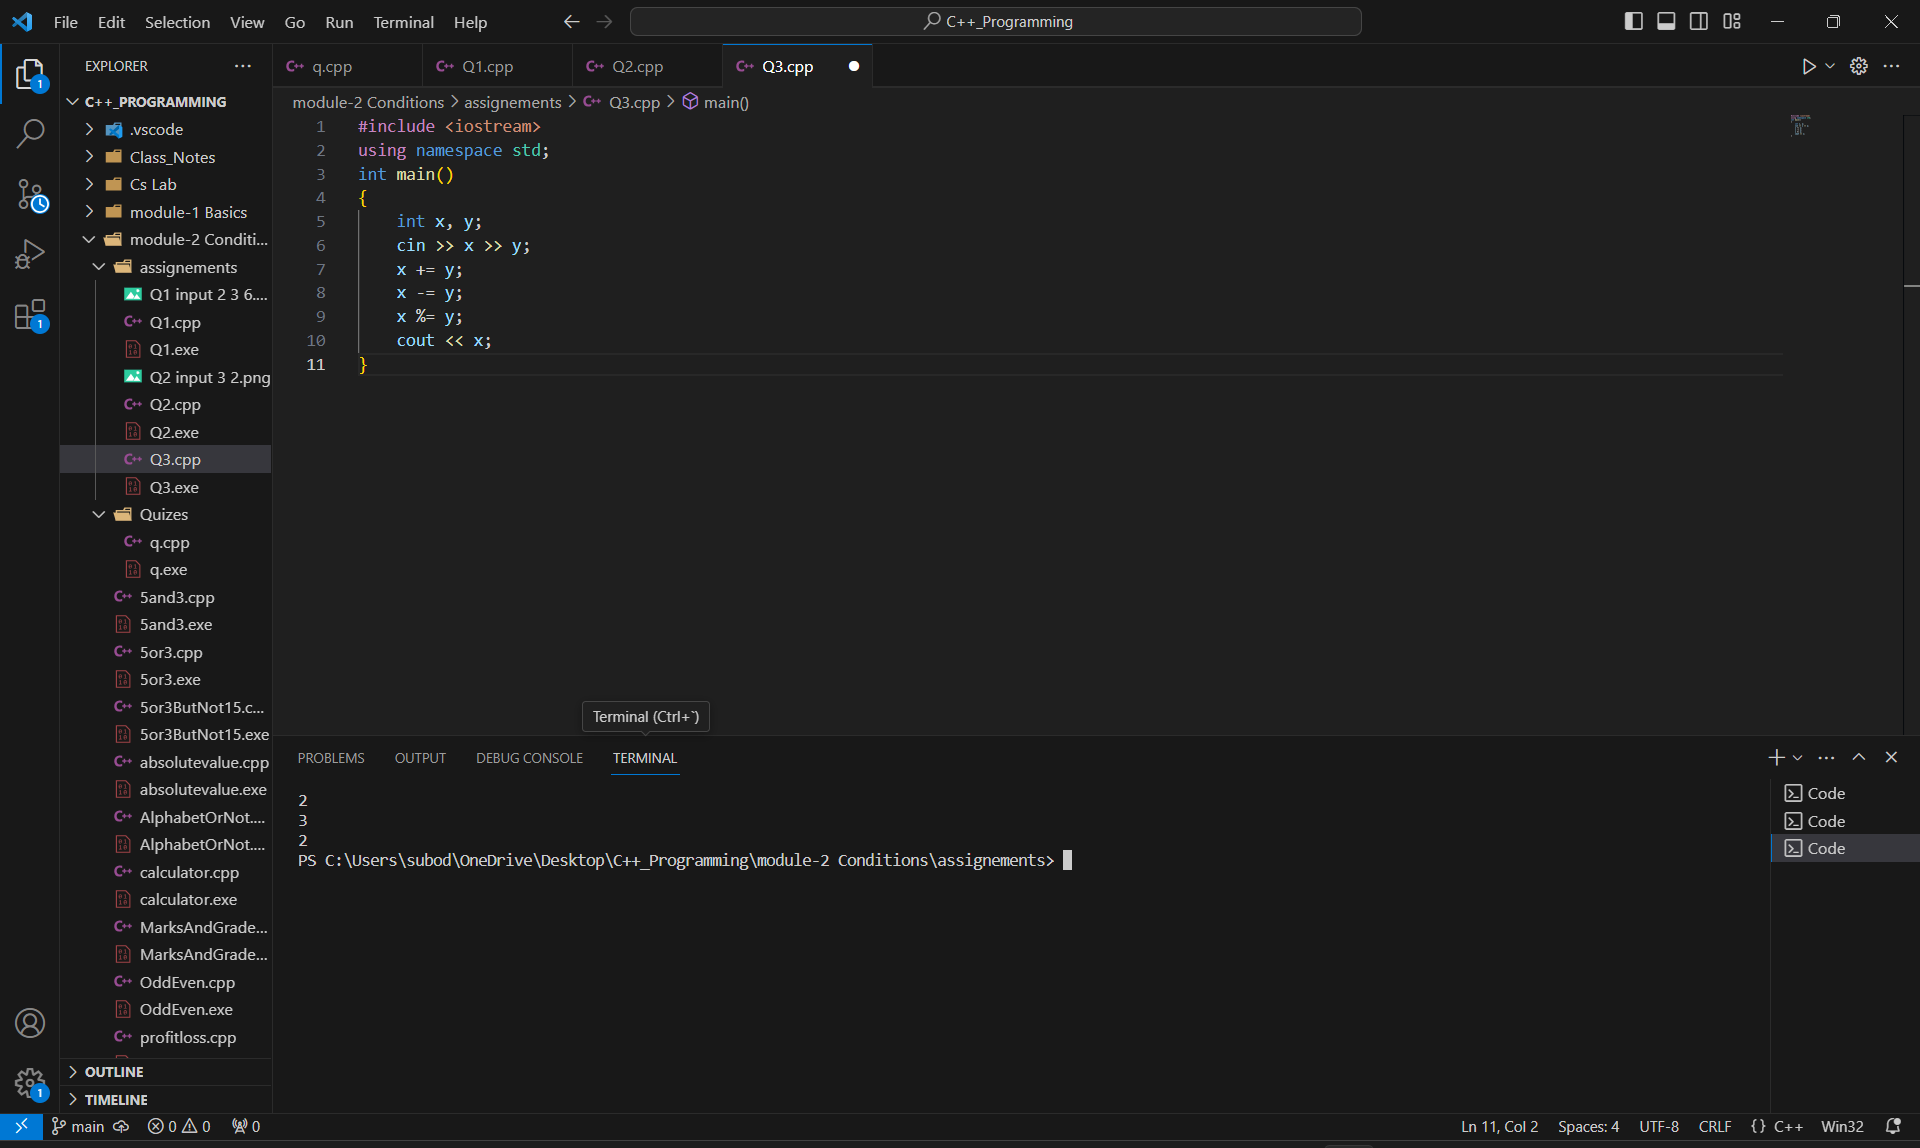 File Edit Selection View Go Run Terminal Help
C++_Programming
EXPLORER
C++_PROGRAMMING
.vscode
Class_Notes
Cs Lab
module-1 Basics
module-2 Conditi...
assignements
Q1 input 2 3 6....
Q1.cpp
Q1.exe
Q2 input 3 2.png
Q2.cpp
Q2.exe
Q3.cpp
Q3.exe
Quizes
q.cpp
q.exe
5and3.cpp
5and3.exe
5or3.cpp
5or3.exe
5or3ButNot15.c...
5or3ButNot15.exe
absolutevalue.cpp
absolutevalue.exe
AlphabetOrNot....
AlphabetOrNot....
calculator.cpp
calculator.exe
MarksAndGrade...
MarksAndGrade...
OddEven.cpp
OddEven.exe
profitloss.cpp
OUTLINE
TIMELINE
q.cpp Q1.cpp Q2.cpp Q3.cpp
module-2 Conditions > assignements > Q3.cpp > main()
1 #include <iostream>
2 using namespace std;
3 int main()
4 {
5 int x, y;
6 cin >> x >> y;
7 x += y;
8 x -= y;
9 x %= y;
10 cout << x;
11 }
Terminal (Ctrl+`)
PROBLEMS OUTPUT DEBUG CONSOLE TERMINAL
2
3
2
PS C:\Users\subod\OneDrive\Desktop\C++_Programming\module-2 Conditions\assignements>
Code
Code
Code
main 0 0 0 Ln 11, Col 2 Spaces: 4 UTF-8 CRLF {} C++ Win32